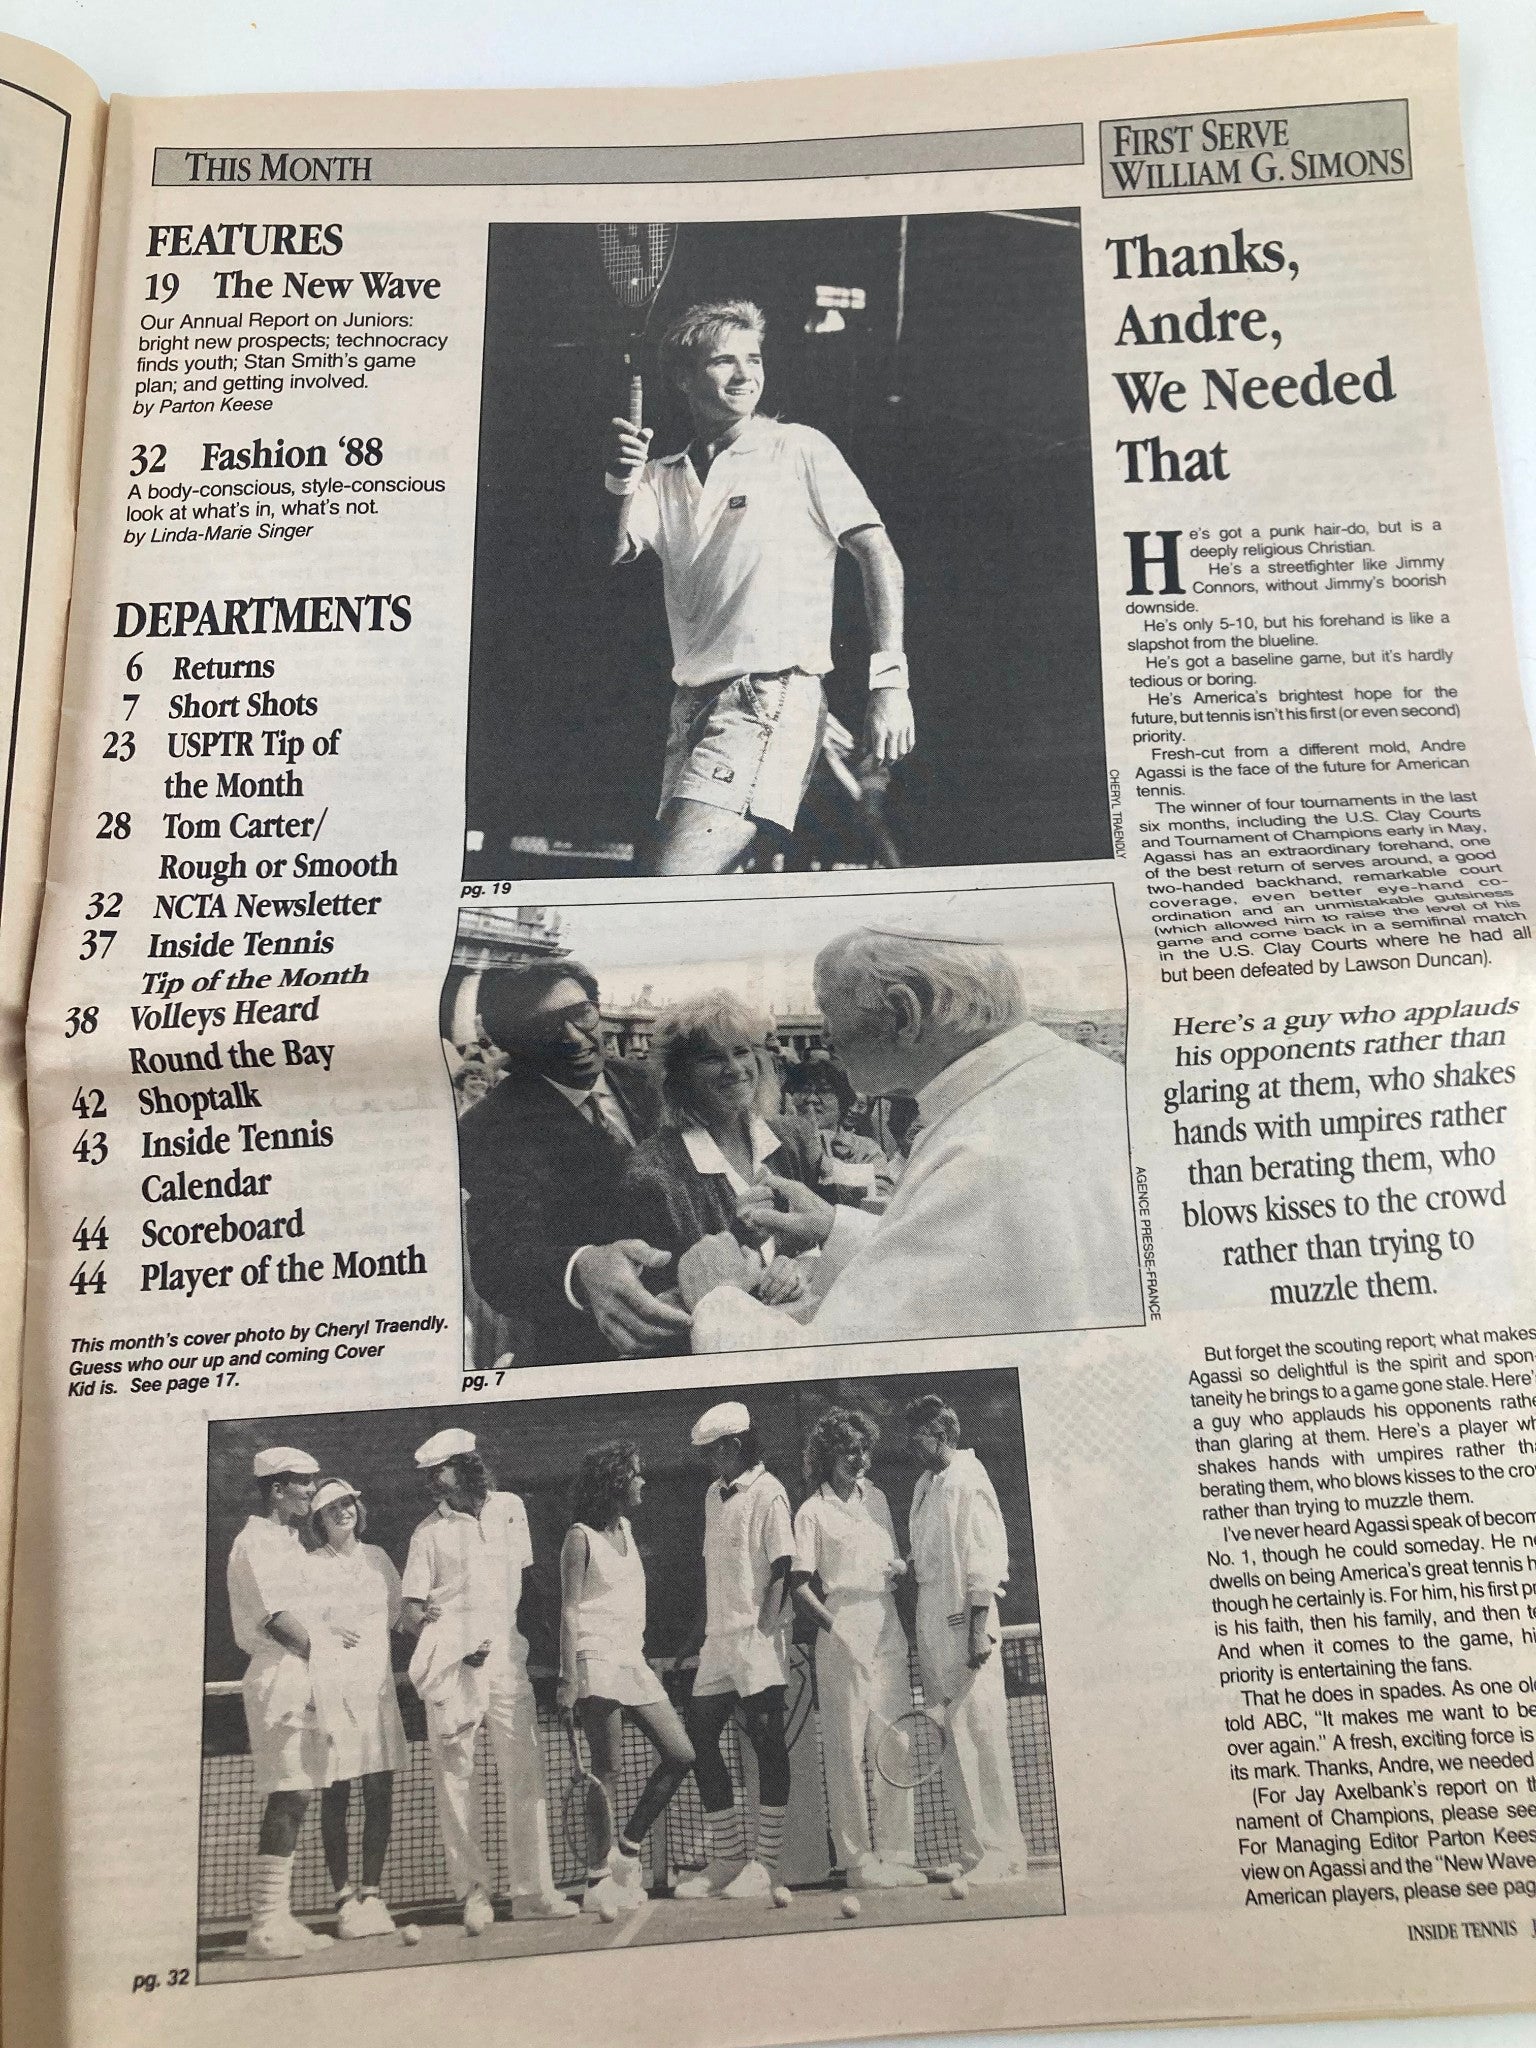 THIS MONTH
FEATURES
19 The New Wave
Our Annual Report on Juniors:
bright new prospects; technocracy
finds youth; Stan Smith's game
plan; and getting involved.
by Parton Keese
32 Fashion '88
A body-conscious, style-conscious
look at what's in, what's not.
by Linda-Marie Singer
DEPARTMENTS
6 Returns
7 Short Shots
23 USPTR Tip of
the Month
28 Tom Carter/
Rough or Smooth
32 NCTA Newsletter
37 Inside Tennis
Tip of the Month
38 Volleys Heard
Round the Bay
42 Shoptalk
43 Inside Tennis
Calendar
44 Scoreboard
44 Player of the Month
This month's cover photo by Cheryl Traendly.
Guess who our up and coming Cover
Kid is. See page 17.
CHERYL TRAENDLY
pg. 19
AGENCE PRESSE-FRANCE
pg. 7
pg. 32
FIRST SERVE
WILLIAM G. SIMONS
Thanks,
Andre,
We Needed
That
He's got a punk hair-do, but is a
deeply religious Christian.
He's a streetfighter like Jimmy
Connors, without Jimmy's boorish
downside.
He's only 5-10, but his forehand is like a
slapshot from the blueline.
He's got a baseline game, but it's hardly
tedious or boring.
He's America's brightest hope for the
future, but tennis isn't his first (or even second)
priority.
Fresh-cut from a different mold, Andre
Agassi is the face of the future for American
tennis.
The winner of four tournaments in the last
six months, including the U.S. Clay Courts
and Tournament of Champions early in May,
Agassi has an extraordinary forehand, one
of the best return of serves around, a good
two-handed backhand, remarkable court
coverage, even better eye-hand co-
ordination and an unmistakable gutsiness
(which allowed him to raise the level of his
game and come back in a semifinal match
in the U.S. Clay Courts where he had all
but been defeated by Lawson Duncan).
Here's a guy who applauds
his opponents rather than
glaring at them, who shakes
hands with umpires rather
than berating them, who
blows kisses to the crowd
rather than trying to
muzzle them.
But forget the scouting report; what makes
Agassi so delightful is the spirit and spon-
taneity he brings to a game gone stale. Here's
a guy who applauds his opponents rathe
than glaring at them. Here's a player wh
shakes hands with umpires rather tha
berating them, who blows kisses to the cro
rather than trying to muzzle them.
I've never heard Agassi speak of becom
No. 1, though he could someday. He ne
dwells on being America's great tennis h
though he certainly is. For him, his first pr
is his faith, then his family, and then te
And when it comes to the game, hi
priority is entertaining the fans.
That he does in spades. As one ol
told ABC, "It makes me want to be
over again." A fresh, exciting force is
its mark. Thanks, Andre, we needed
(For Jay Axelbank's report on th
nament of Champions, please see
For Managing Editor Parton Kees
view on Agassi and the "New Wave
American players, please see pag
INSIDE TENNIS J